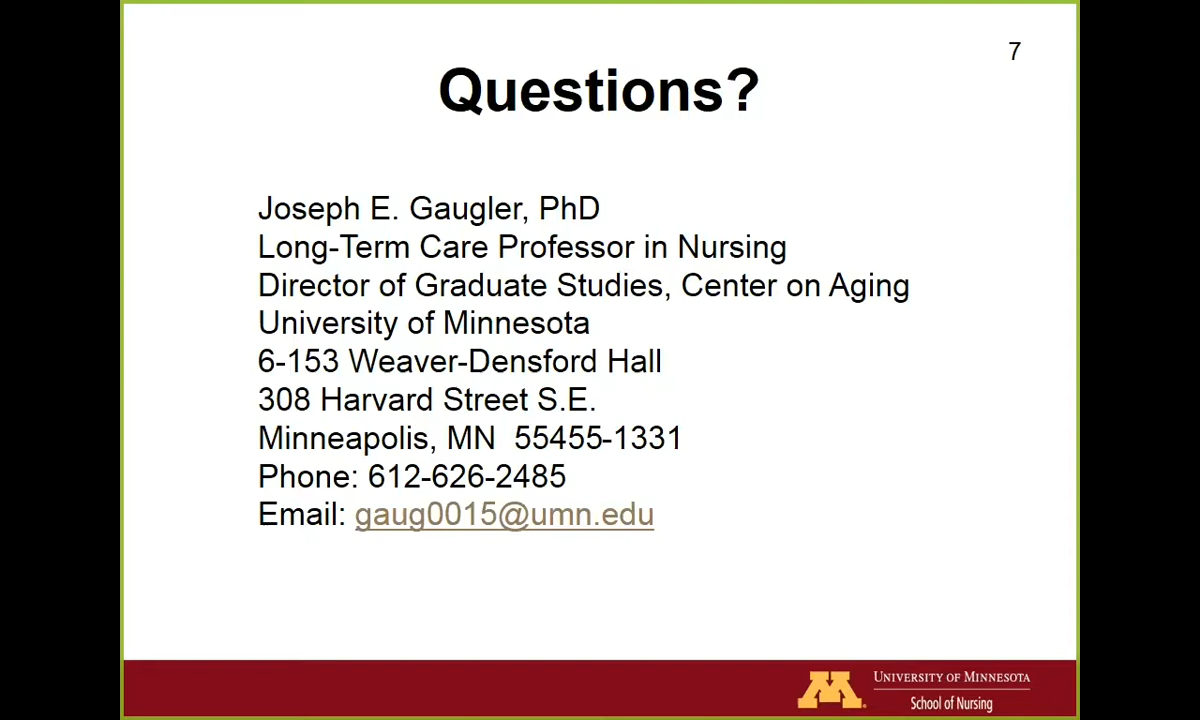 7
Questions?
Joseph E. Gaugler, PhD
Long-Term Care Professor in Nursing
Director of Graduate Studies, Center on Aging
University of Minnesota
6-153 Weaver-Densford Hall
308 Harvard Street S.E.
Minneapolis, MN  55455-1331
Phone: 612-626-2485
Email: gaug0015@umn.edu
M
UNIVERSITY OF MINNESOTA
School of Nursing